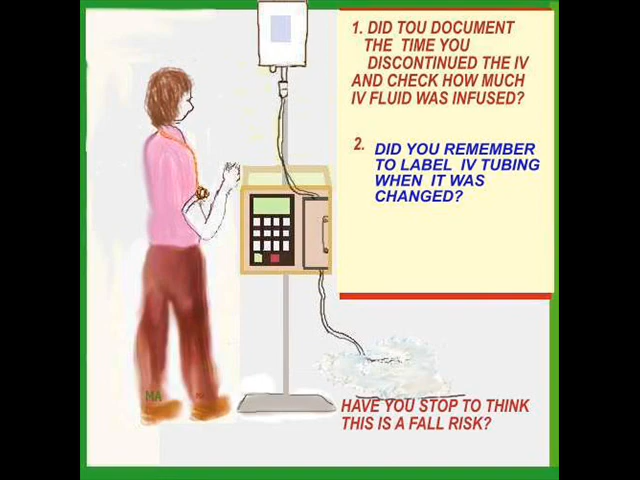 1. DID TOU DOCUMENT
THE TIME YOU
DISCONTINUED THE IV
AND CHECK HOW MUCH
IV FLUID WAS INFUSED?
2. DID YOU REMEMBER
TO LABEL IV TUBING
WHEN IT WAS
CHANGED?
MA
HAVE YOU STOP TO THINK
THIS IS A FALL RISK?